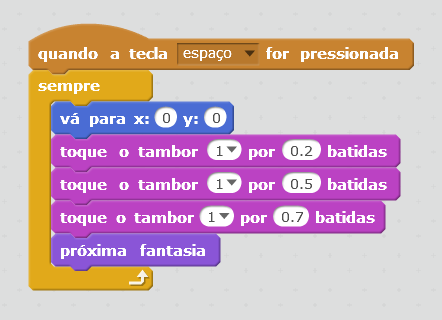 quando a tecla espaço for pressionada
sempre
vá para x: 0 y: 0
toque o tambor 1 por 0.2 batidas
toque o tambor 1 por 0.5 batidas
toque o tambor 1 por 0.7 batidas
próxima fantasia